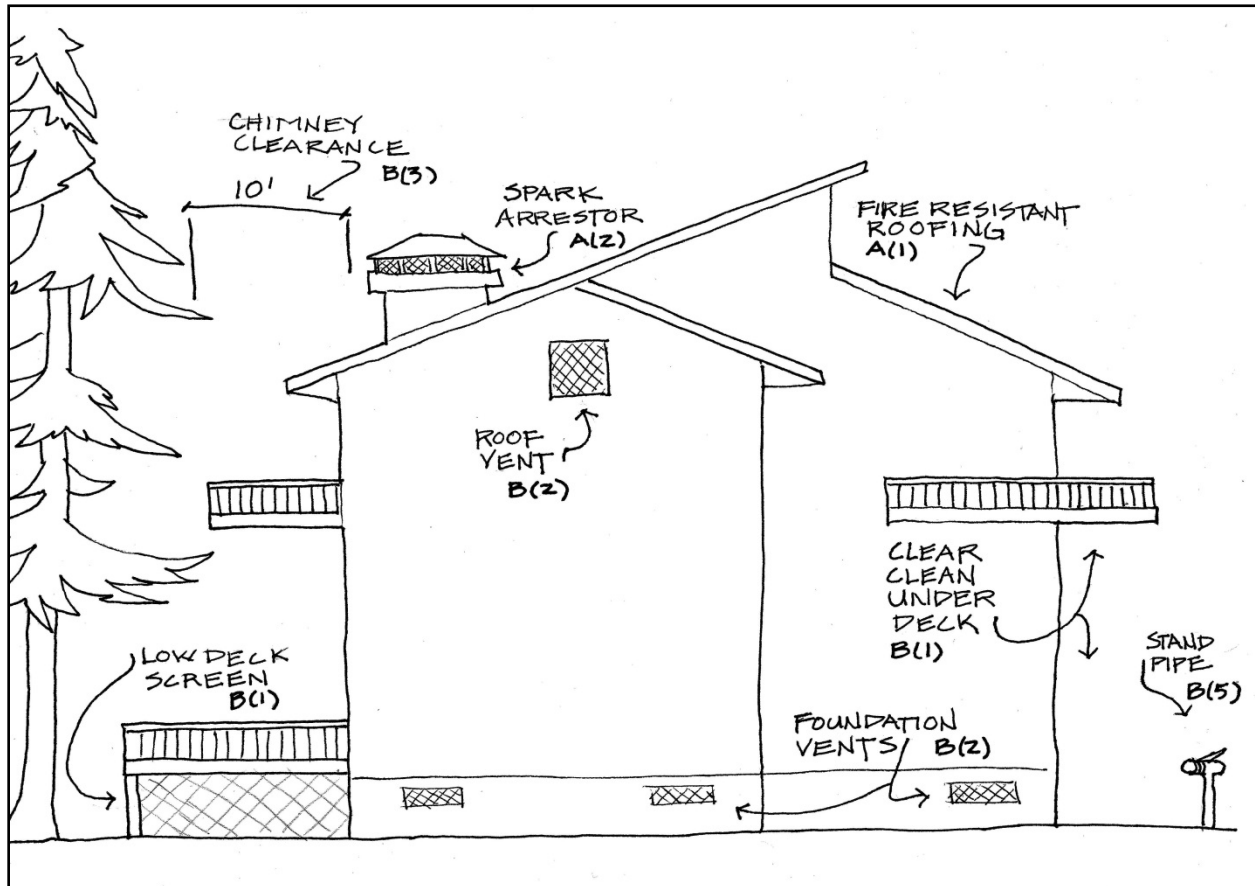 CHIMNEY
CLEARANCE
B(3)
10'
SPARK
ARRESTOR
A(2)
FIRE RESISTANT
ROOFING
A(1)
ROOF
VENT
B(2)
CLEAR
CLEAN
UNDER
DECK
B(1)
STAND
PIPE
B(5)
LOW DECK
SCREEN
B(1)
FOUNDATION
VENTS B(2)